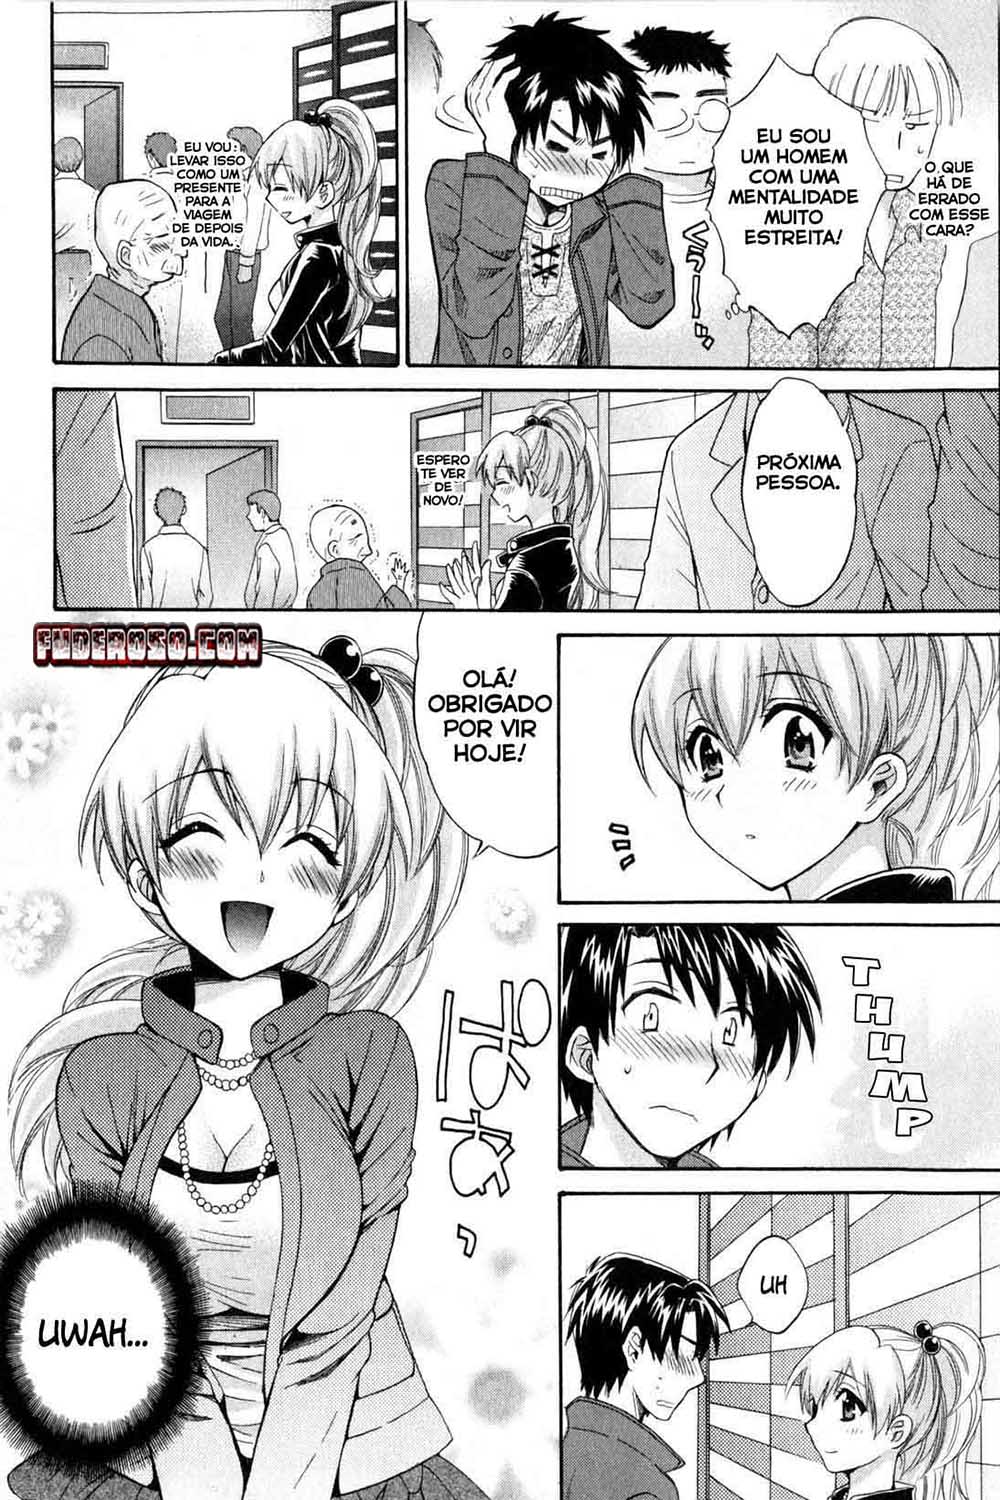 O QUE
HÁ DE
ERRADO
COM ESSE
CARA?
EU SOU
UM HOMEM
COM UMA
MENTALIDADE
MUITO
ESTREITA!
EU VOU
LEVAR ISSO
COMO UM
PRESENTE
PARA A
VIAGEM
DE DEPOIS
DA VIDA.
PRÓXIMA
PESSOA.
ESPERO
TE VER
DE
NOVO!
FUDEROSO.COM
OLÁ!
OBRIGADO
POR VIR
HOJE!
THUMP
UWAH...
UH